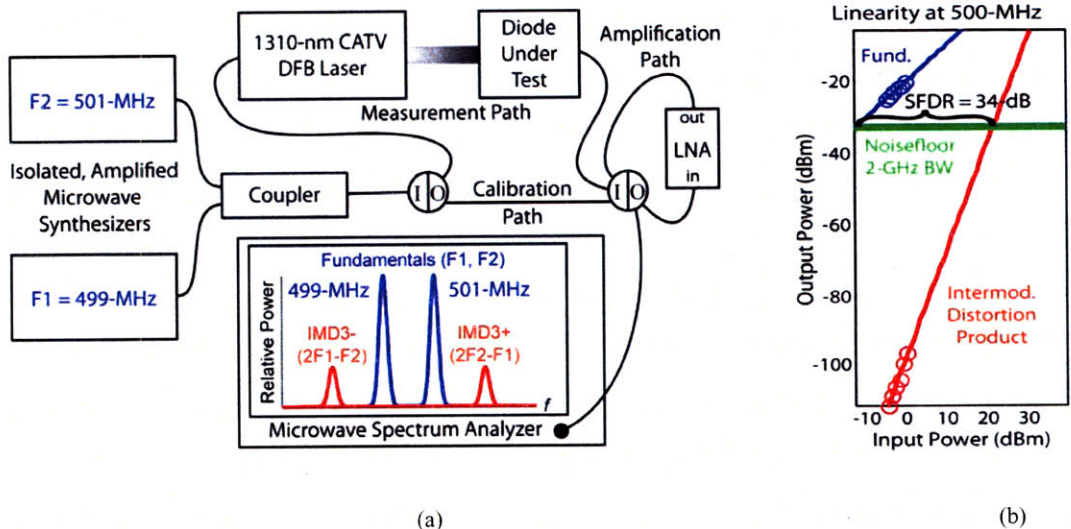 F2 = 501-MHz
Isolated, Amplified
Microwave
Synthesizers
F1 = 499-MHz
1310-nm CATV
DFB Laser
Diode
Under
Test
Measurement Path
Amplification
Path
out
LNA
in
Coupler
I O
Calibration
Path
I O
Fundamentals (F1, F2)
499-MHz
501-MHz
IMD3-
(2F1-F2)
IMD3+
(2F2-F1)
Relative Power
f
Microwave Spectrum Analyzer
(a)
Linearity at 500-MHz
Fund.
SFDR = 34-dB
Noisefloor
2-GHz BW
Intermod.
Distortion
Product
Output Power (dBm)
-20
-40
-60
-80
-100
-10 0 10 20 30
Input Power (dBm)
(b)